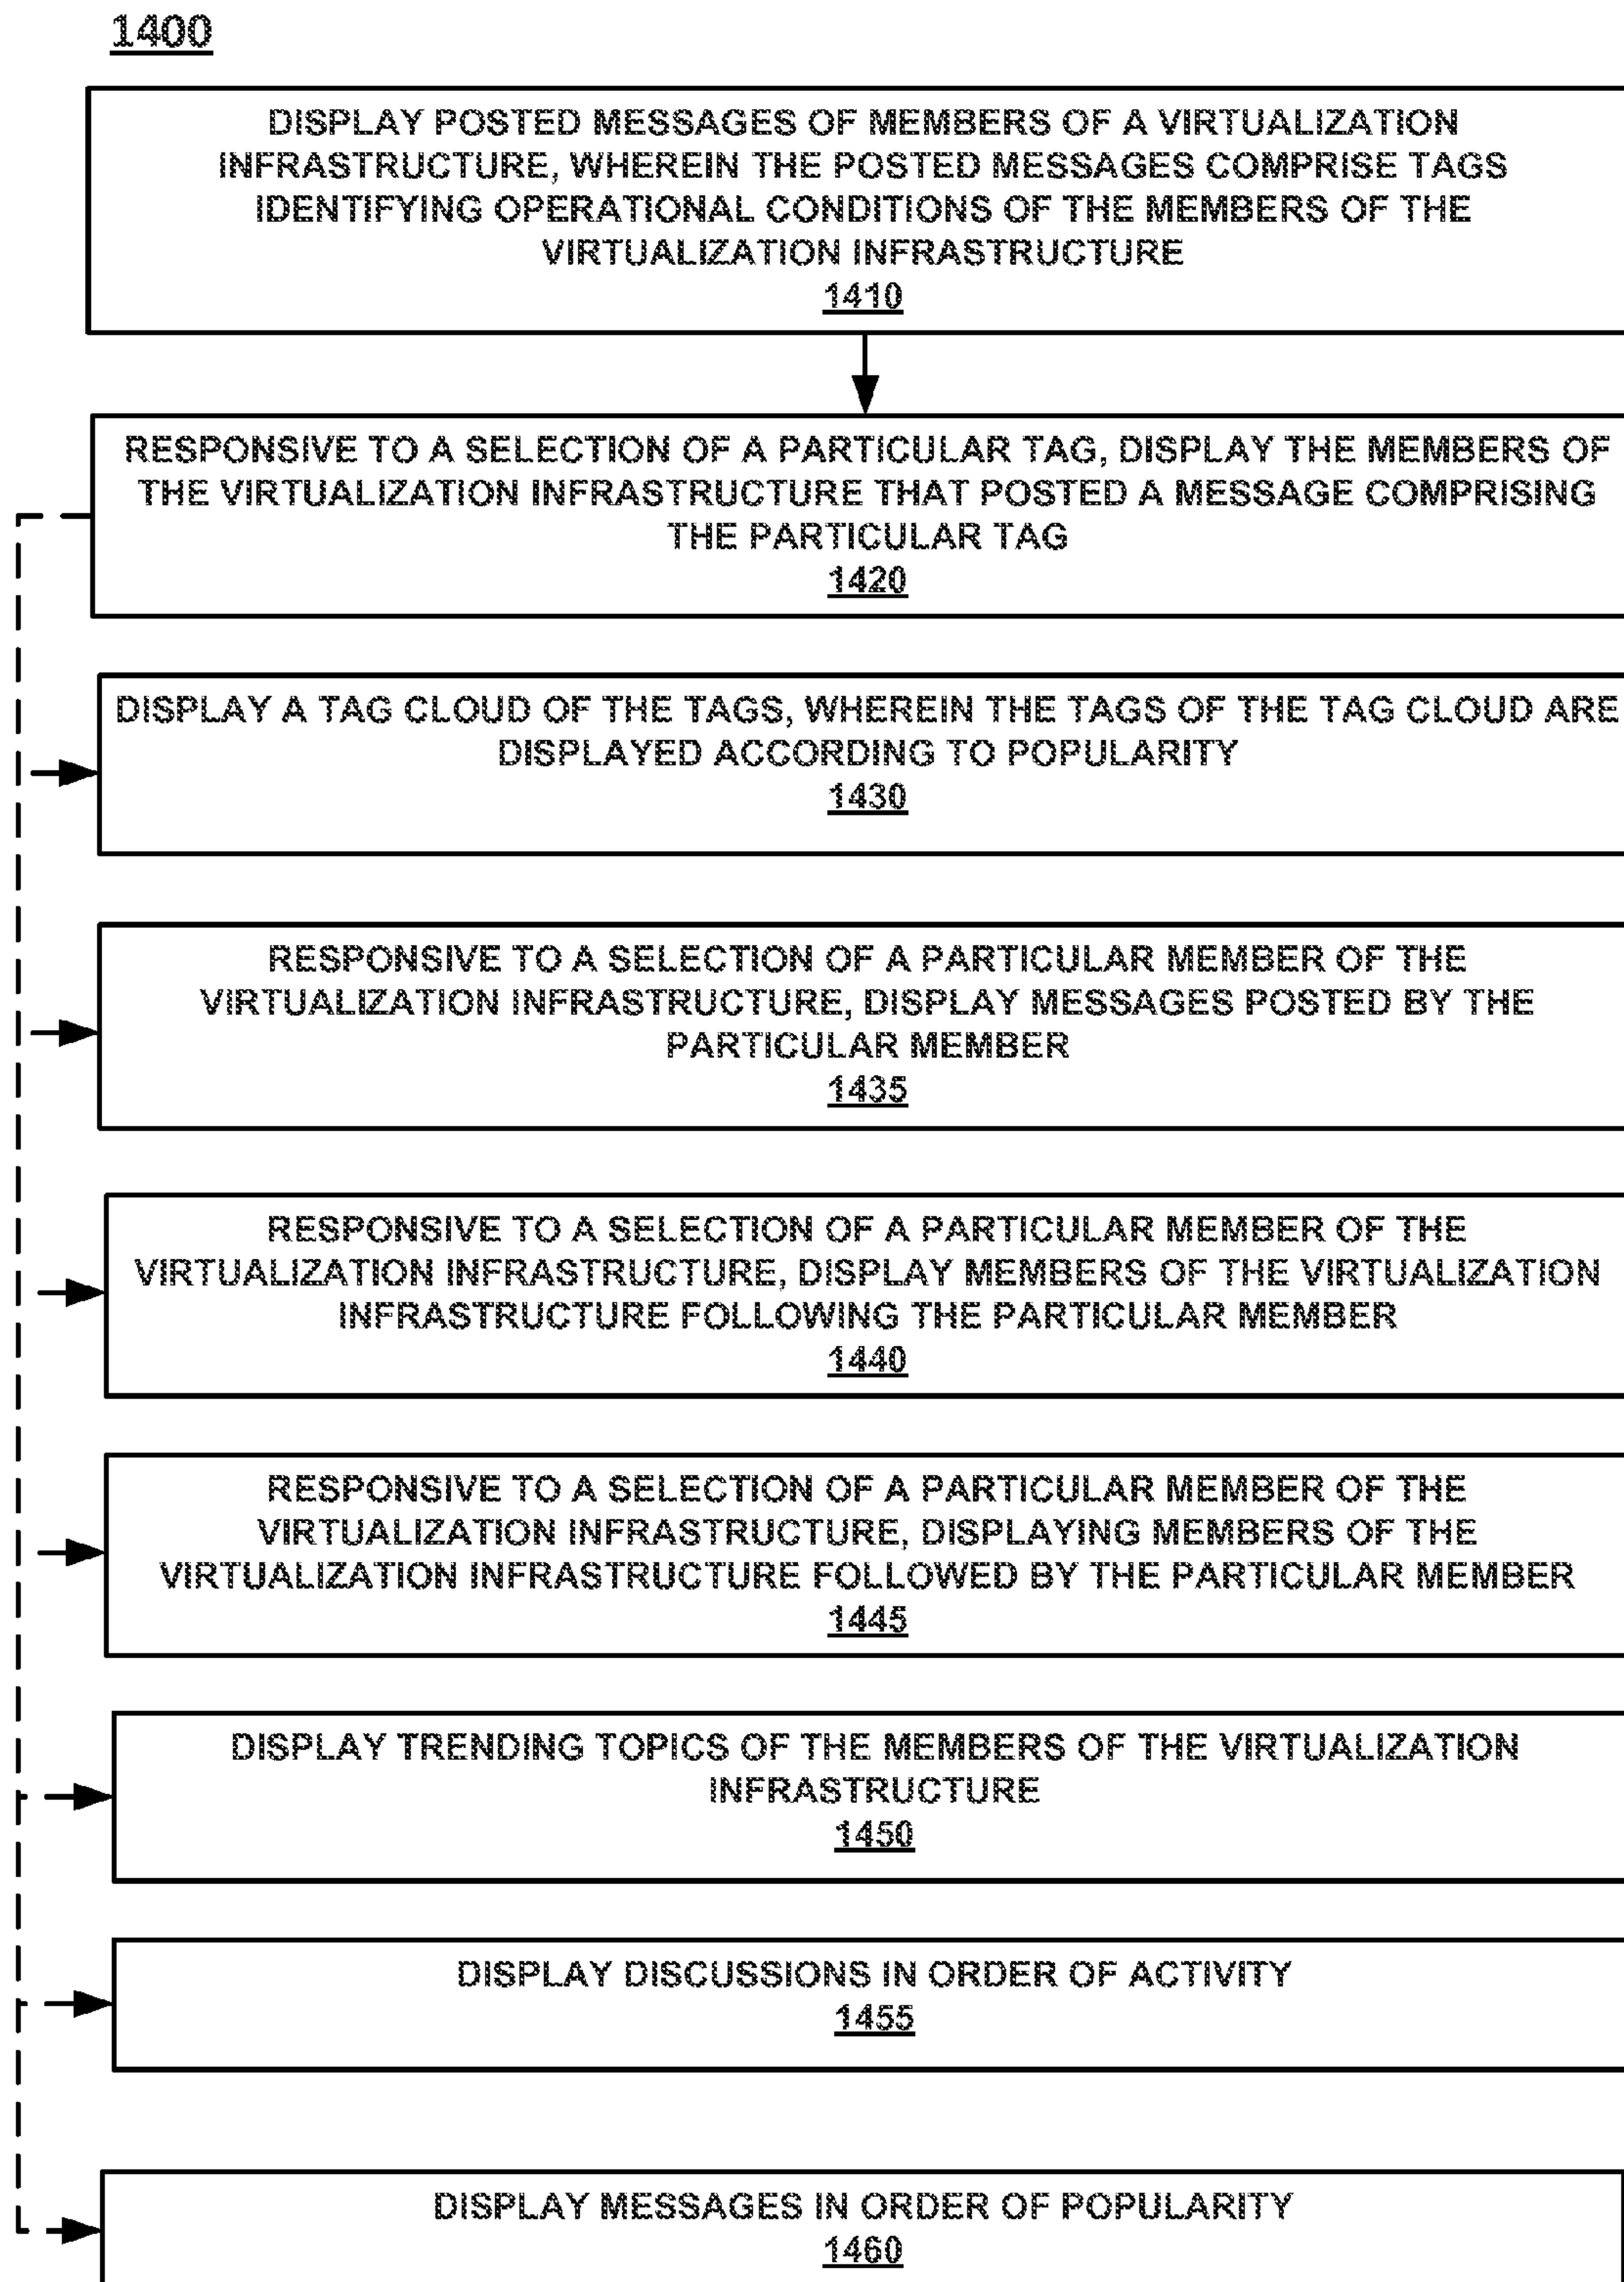 1400
DISPLAY POSTED MESSAGES OF MEMBERS OF A VIRTUALIZATION
INFRASTRUCTURE, WHEREIN THE POSTED MESSAGES COMPRISE TAGS
IDENTIFYING OPERATIONAL CONDITIONS OF THE MEMBERS OF THE
VIRTUALIZATION INFRASTRUCTURE
1410
RESPONSIVE TO A SELECTION OF A PARTICULAR TAG, DISPLAY THE MEMBERS OF
THE VIRTUALIZATION INFRASTRUCTURE THAT POSTED A MESSAGE COMPRISING
THE PARTICULAR TAG
1420
DISPLAY A TAG CLOUD OF THE TAGS, WHEREIN THE TAGS OF THE TAG CLOUD ARE
DISPLAYED ACCORDING TO POPULARITY
1430
RESPONSIVE TO A SELECTION OF A PARTICULAR MEMBER OF THE
VIRTUALIZATION INFRASTRUCTURE, DISPLAY MESSAGES POSTED BY THE
PARTICULAR MEMBER
1435
RESPONSIVE TO A SELECTION OF A PARTICULAR MEMBER OF THE
VIRTUALIZATION INFRASTRUCTURE, DISPLAY MEMBERS OF THE VIRTUALIZATION
INFRASTRUCTURE FOLLOWING THE PARTICULAR MEMBER
1440
RESPONSIVE TO A SELECTION OF A PARTICULAR MEMBER OF THE
VIRTUALIZATION INFRASTRUCTURE, DISPLAYING MEMBERS OF THE
VIRTUALIZATION INFRASTRUCTURE FOLLOWED BY THE PARTICULAR MEMBER
1445
DISPLAY TRENDING TOPICS OF THE MEMBERS OF THE VIRTUALIZATION
INFRASTRUCTURE
1450
DISPLAY DISCUSSIONS IN ORDER OF ACTIVITY
1455
DISPLAY MESSAGES IN ORDER OF POPULARITY
1460